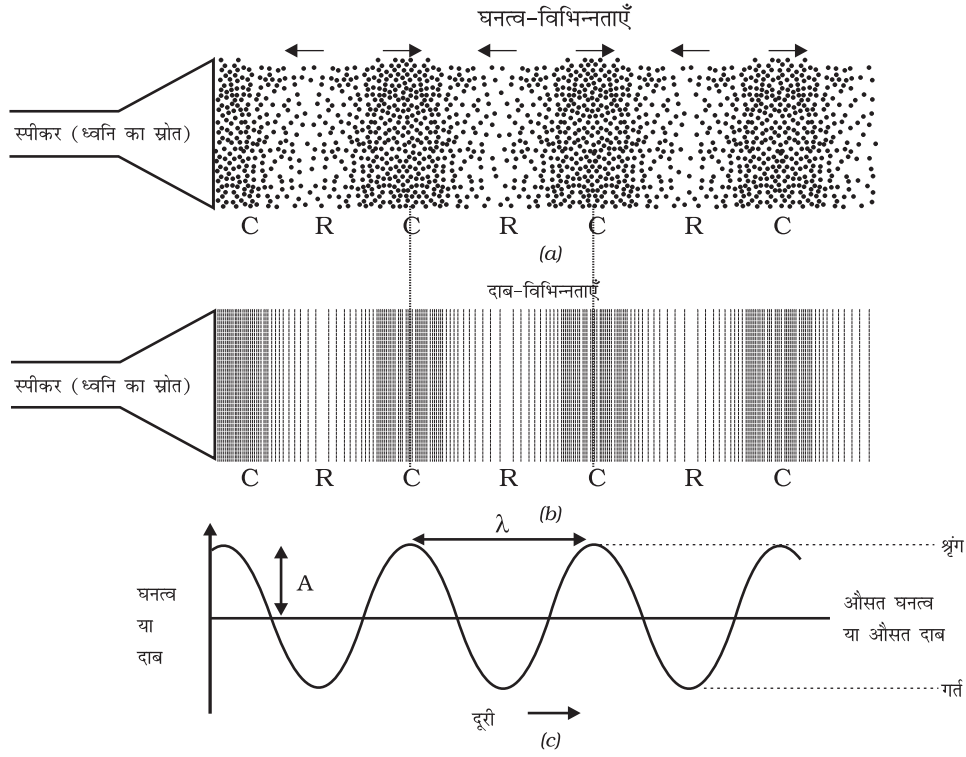 घनत्व-विभिन्नताएँ
स्पीकर (ध्वनि का स्रोत)
C R C R C R C
(a)
दाब-विभिन्नताएँ
स्पीकर (ध्वनि का स्रोत)
C R C R C R C
(b)
λ
श्रृंग
A
घनत्व
या
दाब
औसत घनत्व
या औसत दाब
गर्त
दूरी
(c)